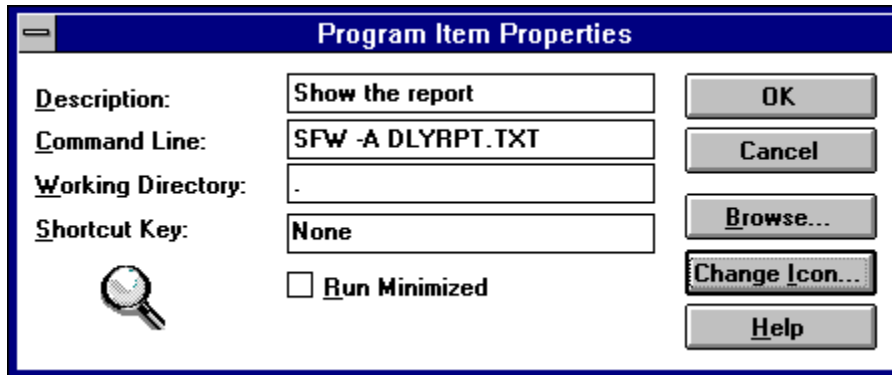 Program Item Properties
Description: Show the report
Command Line: SFW -A DLYRPT.TXT
Working Directory: .
Shortcut Key: None
Run Minimized
OK
Cancel
Browse...
Change Icon...
Help